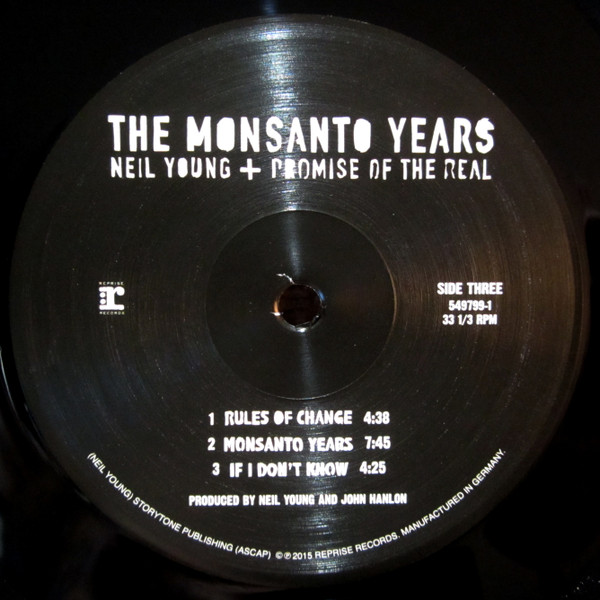 THE MONSANTO YEARS
NEIL YOUNG + PROMISE OF THE REAL
REPRISE
r
RECORDS
SIDE THREE
549799-1
33 1/3 RPM
1 RULES OF CHANGE 4:38
2 MONSANTO YEARS 7:45
3 IF I DON'T KNOW 4:25
PRODUCED BY NEIL YOUNG AND JOHN HANLON
(NEIL YOUNG) STORYTONE PUBLISHING (ASCAP) ©℗2015 REPRISE RECORDS. MANUFACTURED IN GERMANY.